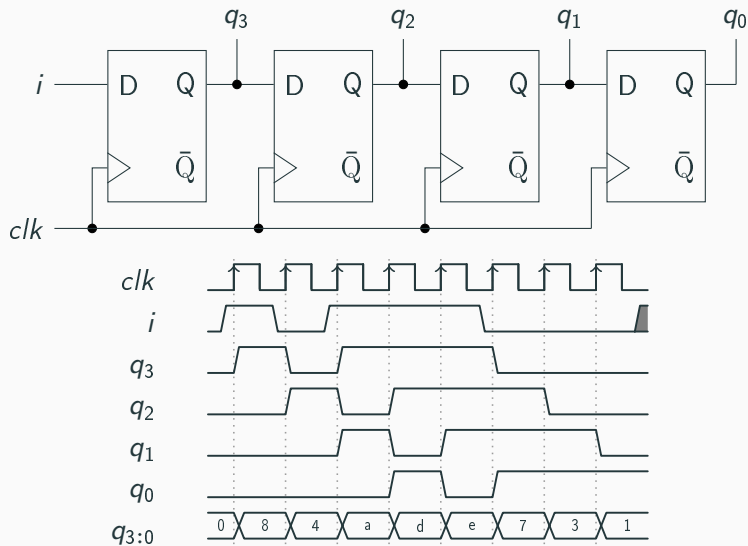 q3 q2 q1 q0
i D Q D Q D Q D Q
Q̄ Q̄ Q̄ Q̄
clk
clk
i
q3
q2
q1
q0
q3:0 0 8 4 a d e 7 3 1